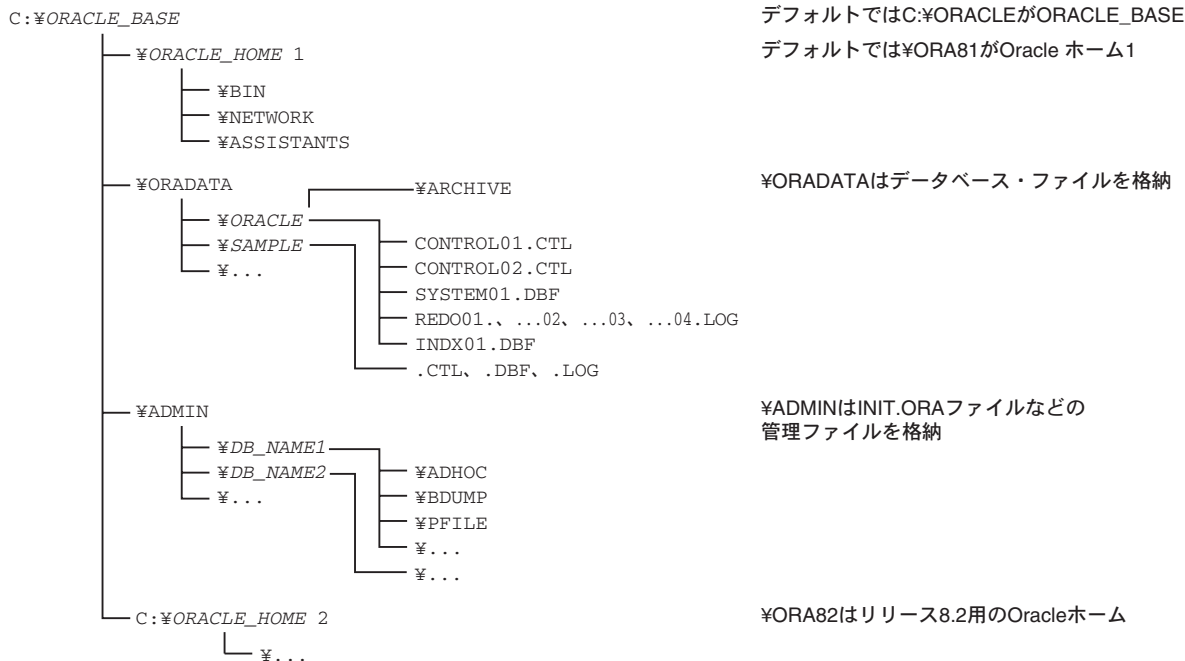 C:¥ORACLE_BASE デフォルトではC:¥ORACLEがORACLE_BASE
¥ORACLE_HOME 1 デフォルトでは¥ORA81がOracle ホーム1
¥BIN
¥NETWORK
¥ASSISTANTS
¥ORADATA ¥ARCHIVE ¥ORADATAはデータベース・ファイルを格納
¥ORACLE
¥SAMPLE CONTROL01.CTL
¥... CONTROL02.CTL
SYSTEM01.DBF
REDO01.、...02、...03、...04.LOG
INDX01.DBF
.CTL、.DBF、.LOG
¥ADMIN ¥ADMINはINIT.ORAファイルなどの
管理ファイルを格納
¥DB_NAME1
¥DB_NAME2 ¥ADHOC
¥... ¥BDUMP
¥PFILE
¥...
¥...
C:¥ORACLE_HOME 2 ¥ORA82はリリース8.2用のOracleホーム
¥...